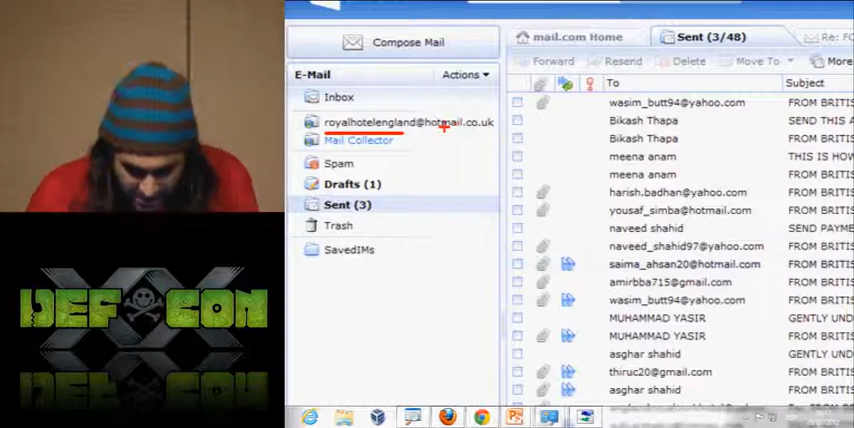 Compose Mail
mail.com Home
Sent (3/48)
Re: FO
E-Mail
Actions
Forward
Resend
Delete
Move To
More
To
Subject
Inbox
royalhotelengland@hotmail.co.uk
Mail Collector
Spam
Drafts (1)
Sent (3)
Trash
SavedIMs
wasim_butt94@yahoo.com FROM BRITIS
Bikash Thapa SEND THIS A
Bikash Thapa FROM BRITIS
meena anam THIS IS HOW
meena anam FROM BRITIS
harish.badhan@yahoo.com FROM BRITIS
yousaf_simba@hotmail.com FROM BRITIS
naveed shahid SEND PAYME
naveed_shahid97@yahoo.com FROM BRITIS
saima_ahsan20@hotmail.com FROM BRITIS
amirbba715@gmail.com FROM BRITIS
wasim_butt94@yahoo.com FROM BRITIS
MUHAMMAD YASIR GENTLY UND
MUHAMMAD YASIR FROM BRITIS
asghar shahid GENTLY UND
thiruc20@gmail.com FROM BRITIS
asghar shahid FROM BRITIS
DEF CON
XX